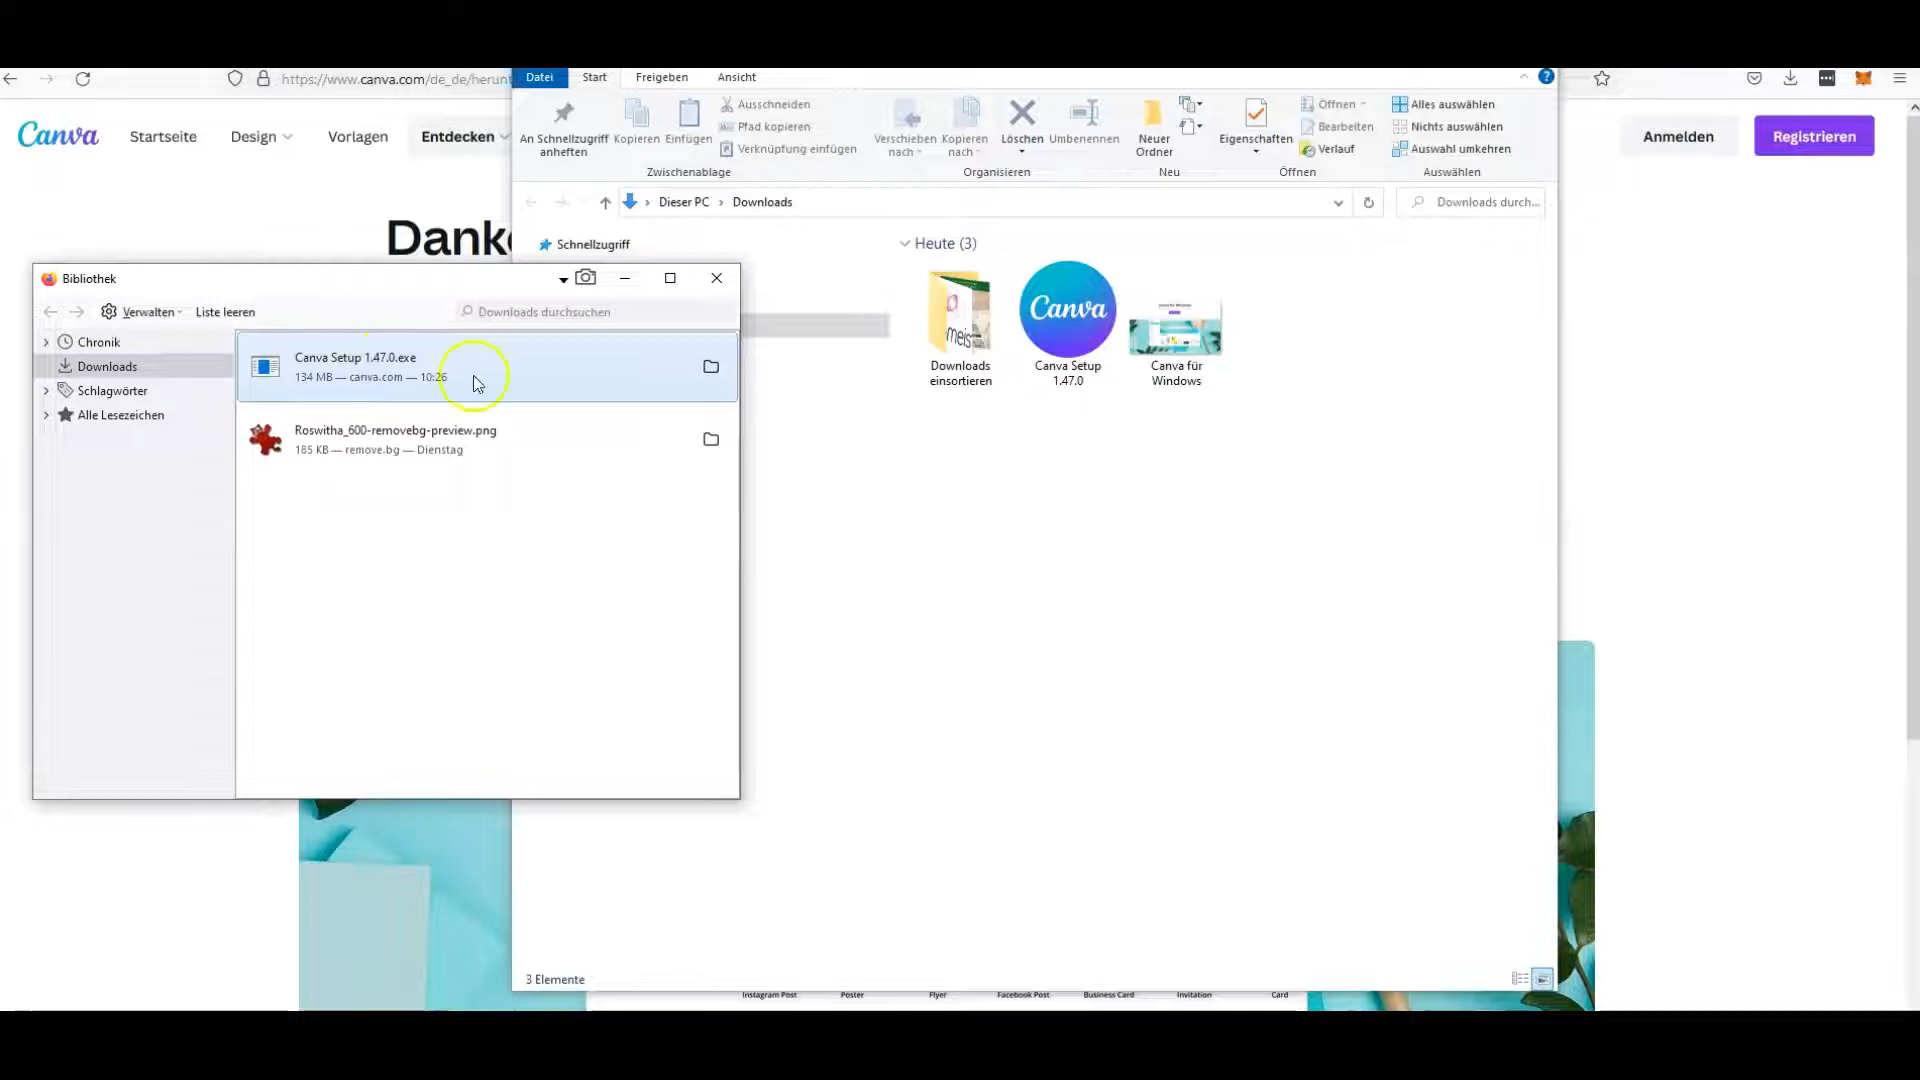 https://www.canva.com/de_de/herunt
Canva
Startseite
Design
Vorlagen
Entdecken
Anmelden
Registrieren
Danke
Datei
Start
Freigeben
Ansicht
An Schnellzugriff
anheften
Kopieren
Einfügen
Ausschneiden
Pfad kopieren
Verknüpfung einfügen
Zwischenablage
Verschieben
nach
Kopieren
nach
Löschen
Umbenennen
Organisieren
Neuer
Ordner
Neu
Eigenschaften
Öffnen
Bearbeiten
Verlauf
Öffnen
Alles auswählen
Nichts auswählen
Auswahl umkehren
Auswählen
Dieser PC
Downloads
Downloads durch...
Schnellzugriff
Heute (3)
meis
Canva
Downloads
einsortieren
Canva Setup
1.47.0
Canva für
Windows
3 Elemente
Bibliothek
Verwalten
Liste leeren
Downloads durchsuchen
Chronik
Downloads
Schlagwörter
Alle Lesezeichen
Canva Setup 1.47.0.exe
134 MB — canva.com — 10:26
Roswitha_600-removebg-preview.png
185 KB — remove.bg — Dienstag
Instagram Post
Poster
Flyer
Facebook Post
Business Card
Invitation
Card